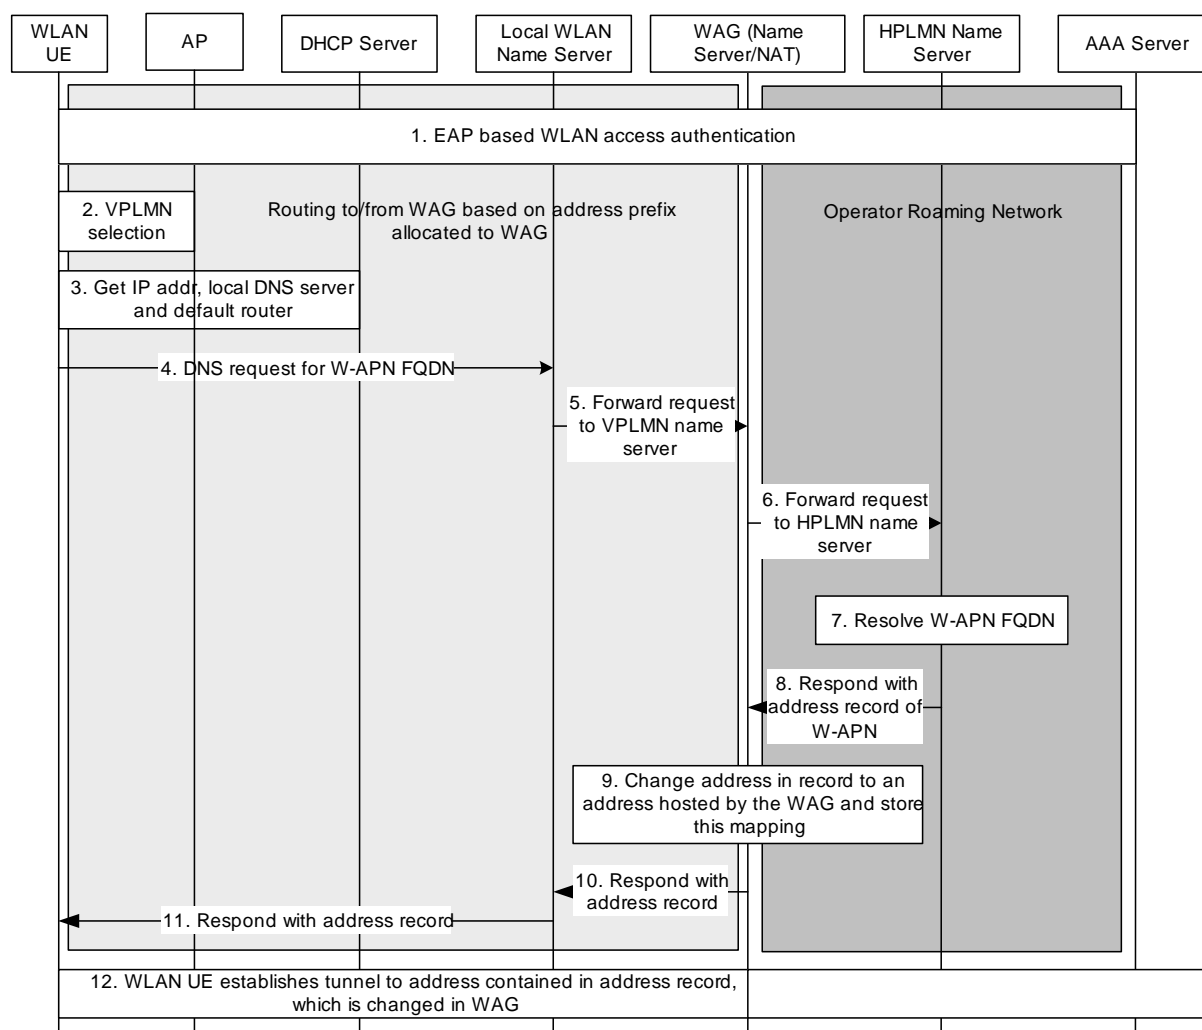 WLAN
UE
AP
DHCP Server
Local WLAN
Name Server
WAG (Name
Server/NAT)
HPLMN Name
Server
AAA Server
1. EAP based WLAN access authentication
2. VPLMN
selection
Routing to/from WAG based on address prefix
allocated to WAG
Operator Roaming Network
3. Get IP addr, local DNS server
and default router
4. DNS request for W-APN FQDN
5. Forward request
to VPLMN name
server
6. Forward request
to HPLMN name
server
7. Resolve W-APN FQDN
8. Respond with
address record of
W-APN
9. Change address in record to an
address hosted by the WAG and store
this mapping
10. Respond with
address record
11. Respond with address record
12. WLAN UE establishes tunnel to address contained in address record,
which is changed in WAG